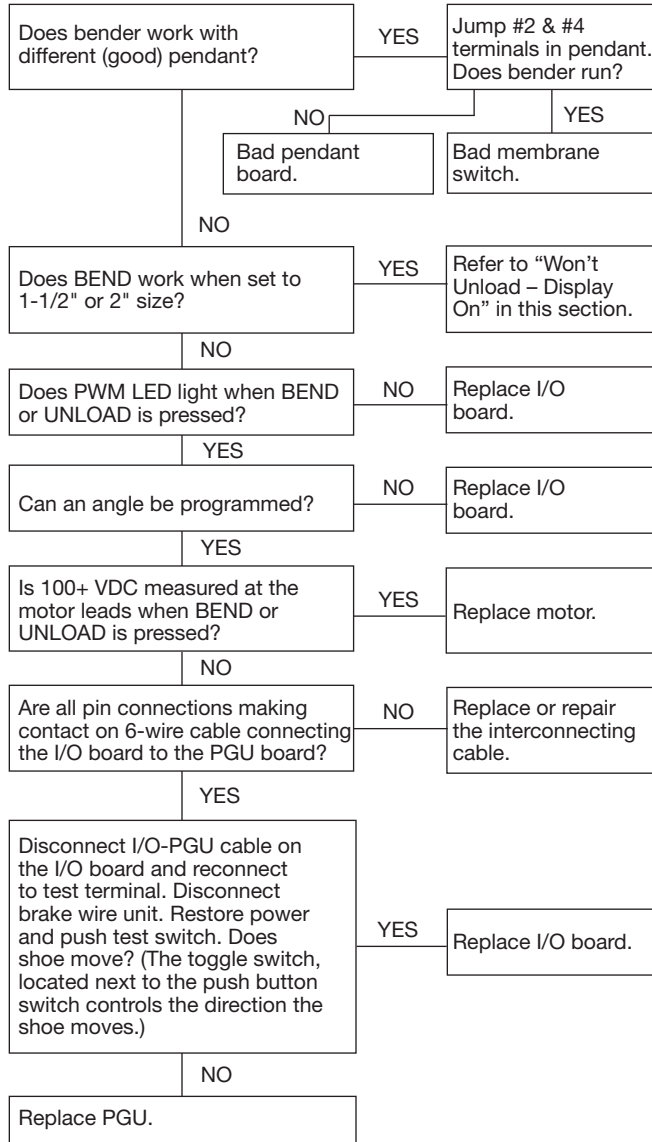 Does bender work with
different (good) pendant?
YES
Jump #2 & #4
terminals in pendant.
Does bender run?
NO
YES
Bad pendant
board.
Bad membrane
switch.
NO
Does BEND work when set to
1-1/2" or 2" size?
YES
Refer to “Won’t
Unload – Display
On” in this section.
NO
Does PWM LED light when BEND
or UNLOAD is pressed?
NO
Replace I/O
board.
YES
Can an angle be programmed?
NO
Replace I/O
board.
YES
Is 100+ VDC measured at the
motor leads when BEND or
UNLOAD is pressed?
YES
Replace motor.
NO
Are all pin connections making
contact on 6-wire cable connecting
the I/O board to the PGU board?
NO
Replace or repair
the interconnecting
cable.
YES
Disconnect I/O-PGU cable on
the I/O board and reconnect
to test terminal. Disconnect
brake wire unit. Restore power
and push test switch. Does
shoe move? (The toggle switch,
located next to the push button
switch controls the direction the
shoe moves.)
YES
Replace I/O board.
NO
Replace PGU.